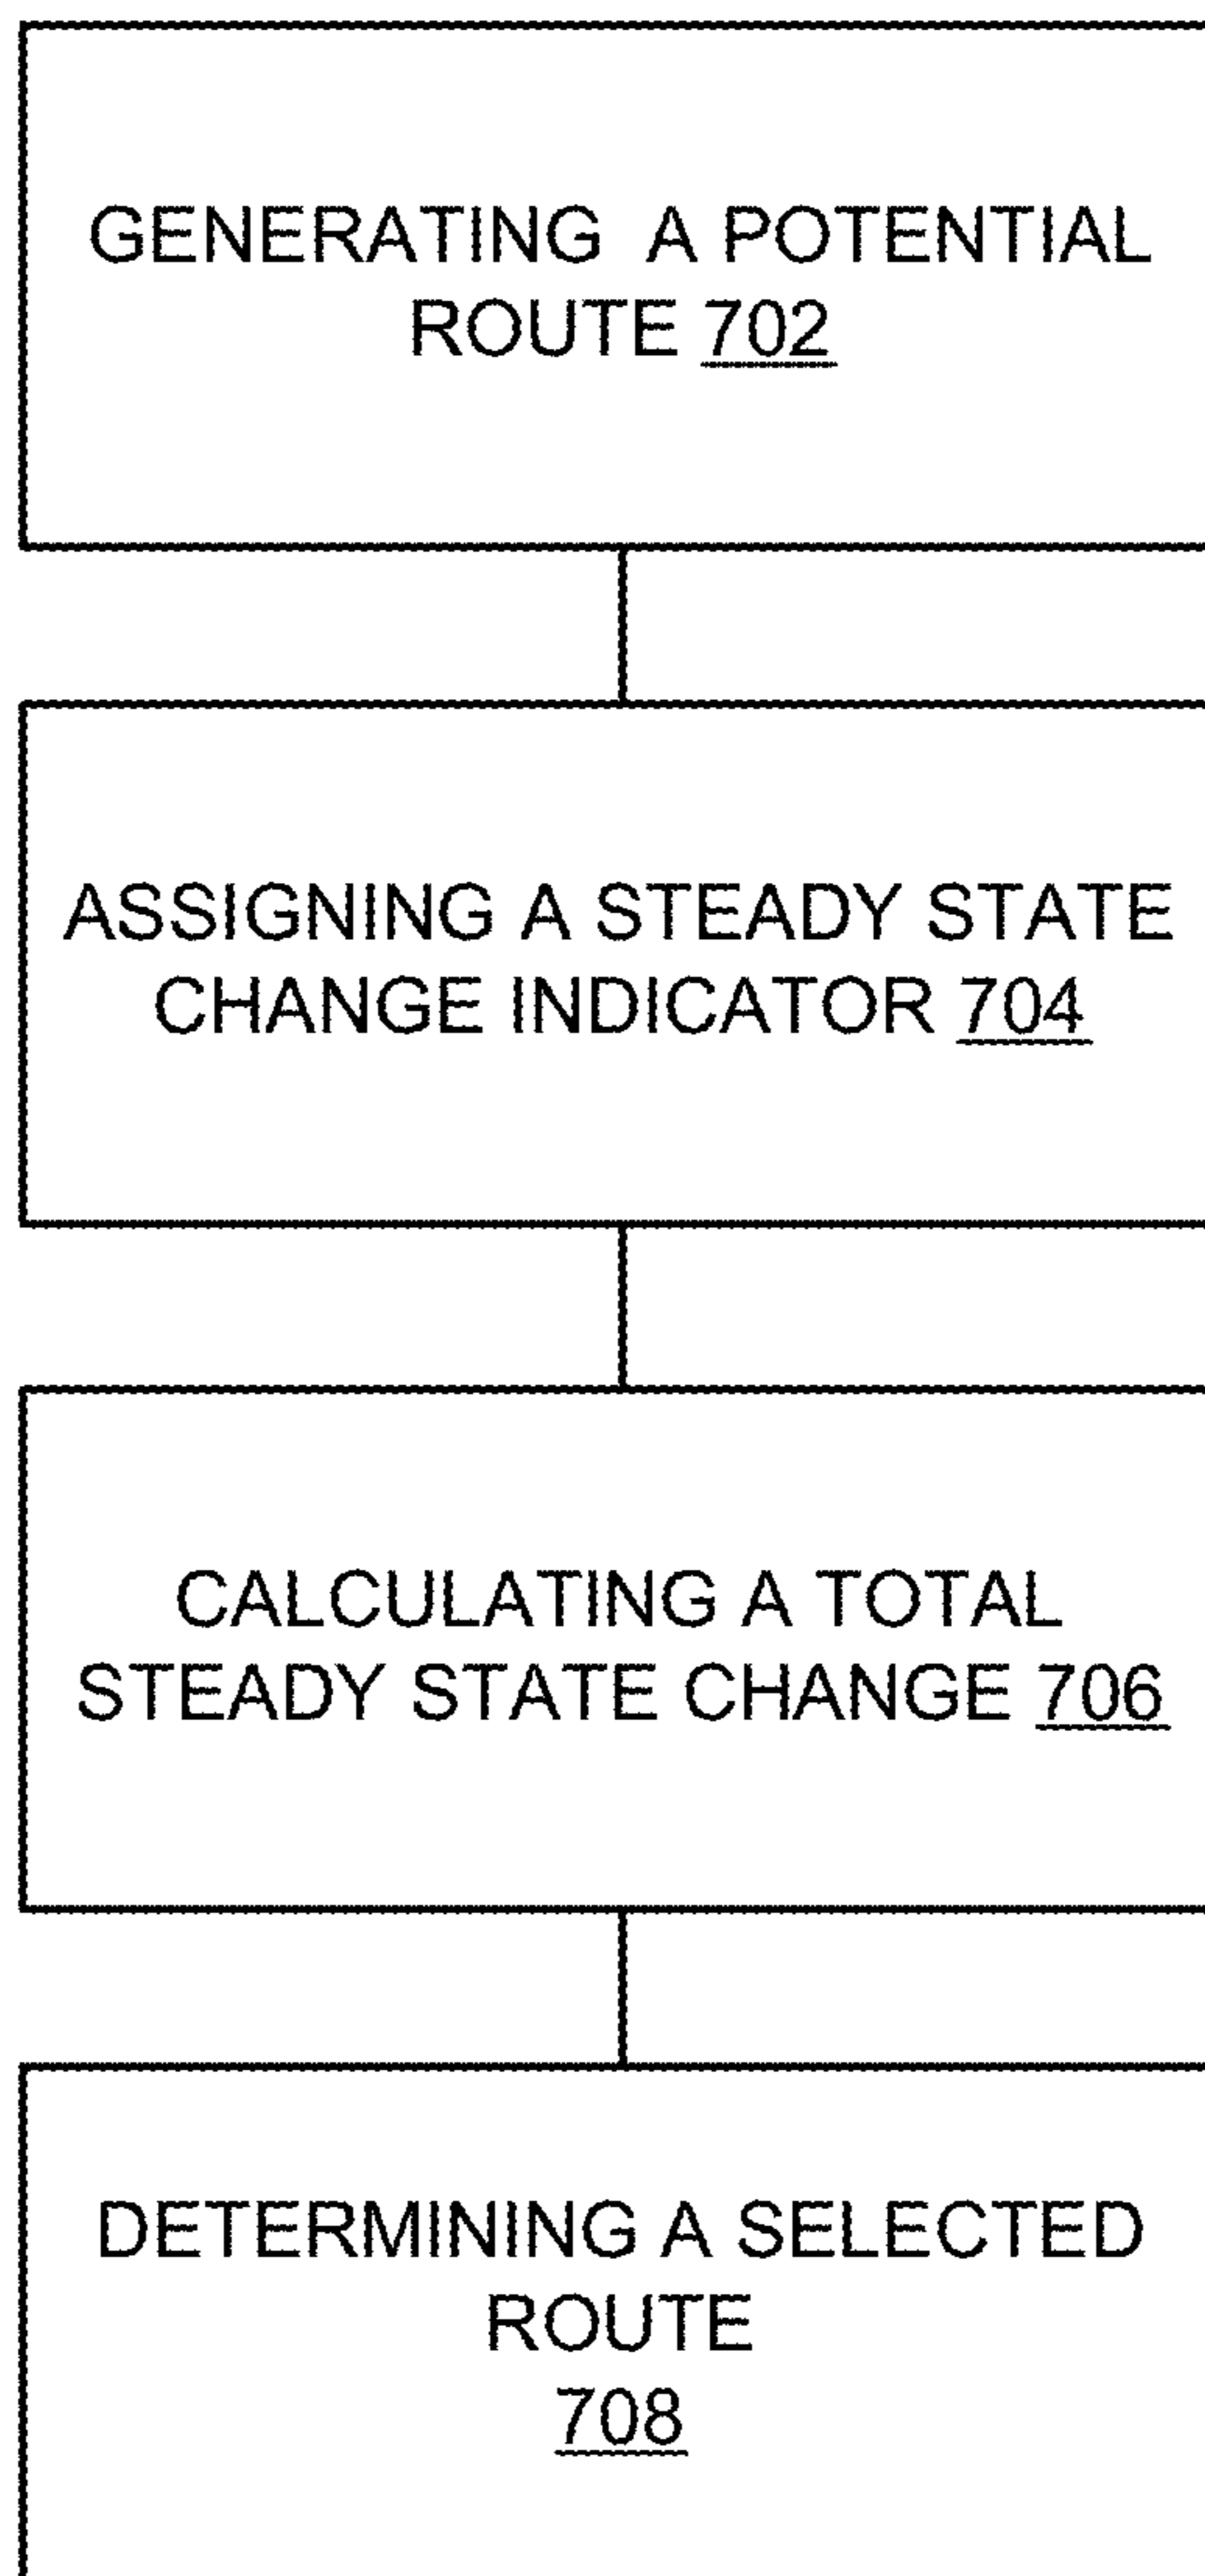 GENERATING A POTENTIAL
ROUTE 702
ASSIGNING A STEADY STATE
CHANGE INDICATOR 704
CALCULATING A TOTAL
STEADY STATE CHANGE 706
DETERMINING A SELECTED
ROUTE
708